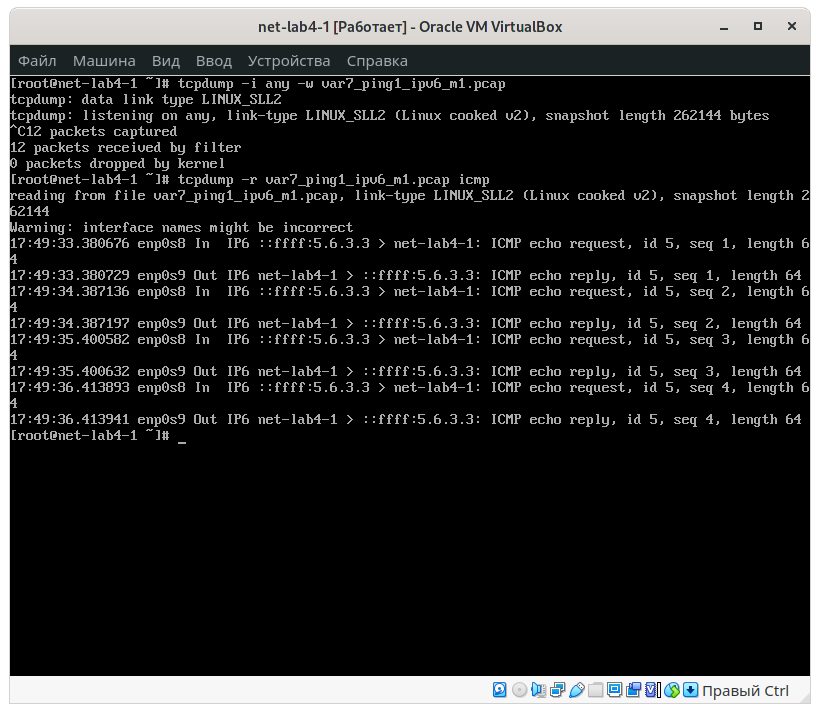 net-lab4-1 [Работает] - Oracle VM VirtualBox
Файл Машина Вид Ввод Устройства Справка
[root@net-lab4-1 ~]# tcpdump -i any -w var7_ping1_ipv6_m1.pcap
tcpdump: data link type LINUX_SLL2
tcpdump: listening on any, link-type LINUX_SLL2 (Linux cooked v2), snapshot length 262144 bytes
^C12 packets captured
12 packets received by filter
0 packets dropped by kernel
[root@net-lab4-1 ~]# tcpdump -r var7_ping1_ipv6_m1.pcap icmp
reading from file var7_ping1_ipv6_m1.pcap, link-type LINUX_SLL2 (Linux cooked v2), snapshot length 2
62144
Warning: interface names might be incorrect
17:49:33.380676 enp0s8 In  IP6 ::ffff:5.6.3.3 > net-lab4-1: ICMP echo request, id 5, seq 1, length 6
4
17:49:33.380729 enp0s9 Out IP6 net-lab4-1 > ::ffff:5.6.3.3: ICMP echo reply, id 5, seq 1, length 64
17:49:34.387136 enp0s8 In  IP6 ::ffff:5.6.3.3 > net-lab4-1: ICMP echo request, id 5, seq 2, length 6
4
17:49:34.387197 enp0s9 Out IP6 net-lab4-1 > ::ffff:5.6.3.3: ICMP echo reply, id 5, seq 2, length 64
17:49:35.400582 enp0s8 In  IP6 ::ffff:5.6.3.3 > net-lab4-1: ICMP echo request, id 5, seq 3, length 6
4
17:49:35.400632 enp0s9 Out IP6 net-lab4-1 > ::ffff:5.6.3.3: ICMP echo reply, id 5, seq 3, length 64
17:49:36.413893 enp0s8 In  IP6 ::ffff:5.6.3.3 > net-lab4-1: ICMP echo request, id 5, seq 4, length 6
4
17:49:36.413941 enp0s9 Out IP6 net-lab4-1 > ::ffff:5.6.3.3: ICMP echo reply, id 5, seq 4, length 64
[root@net-lab4-1 ~]# _
Правый Ctrl